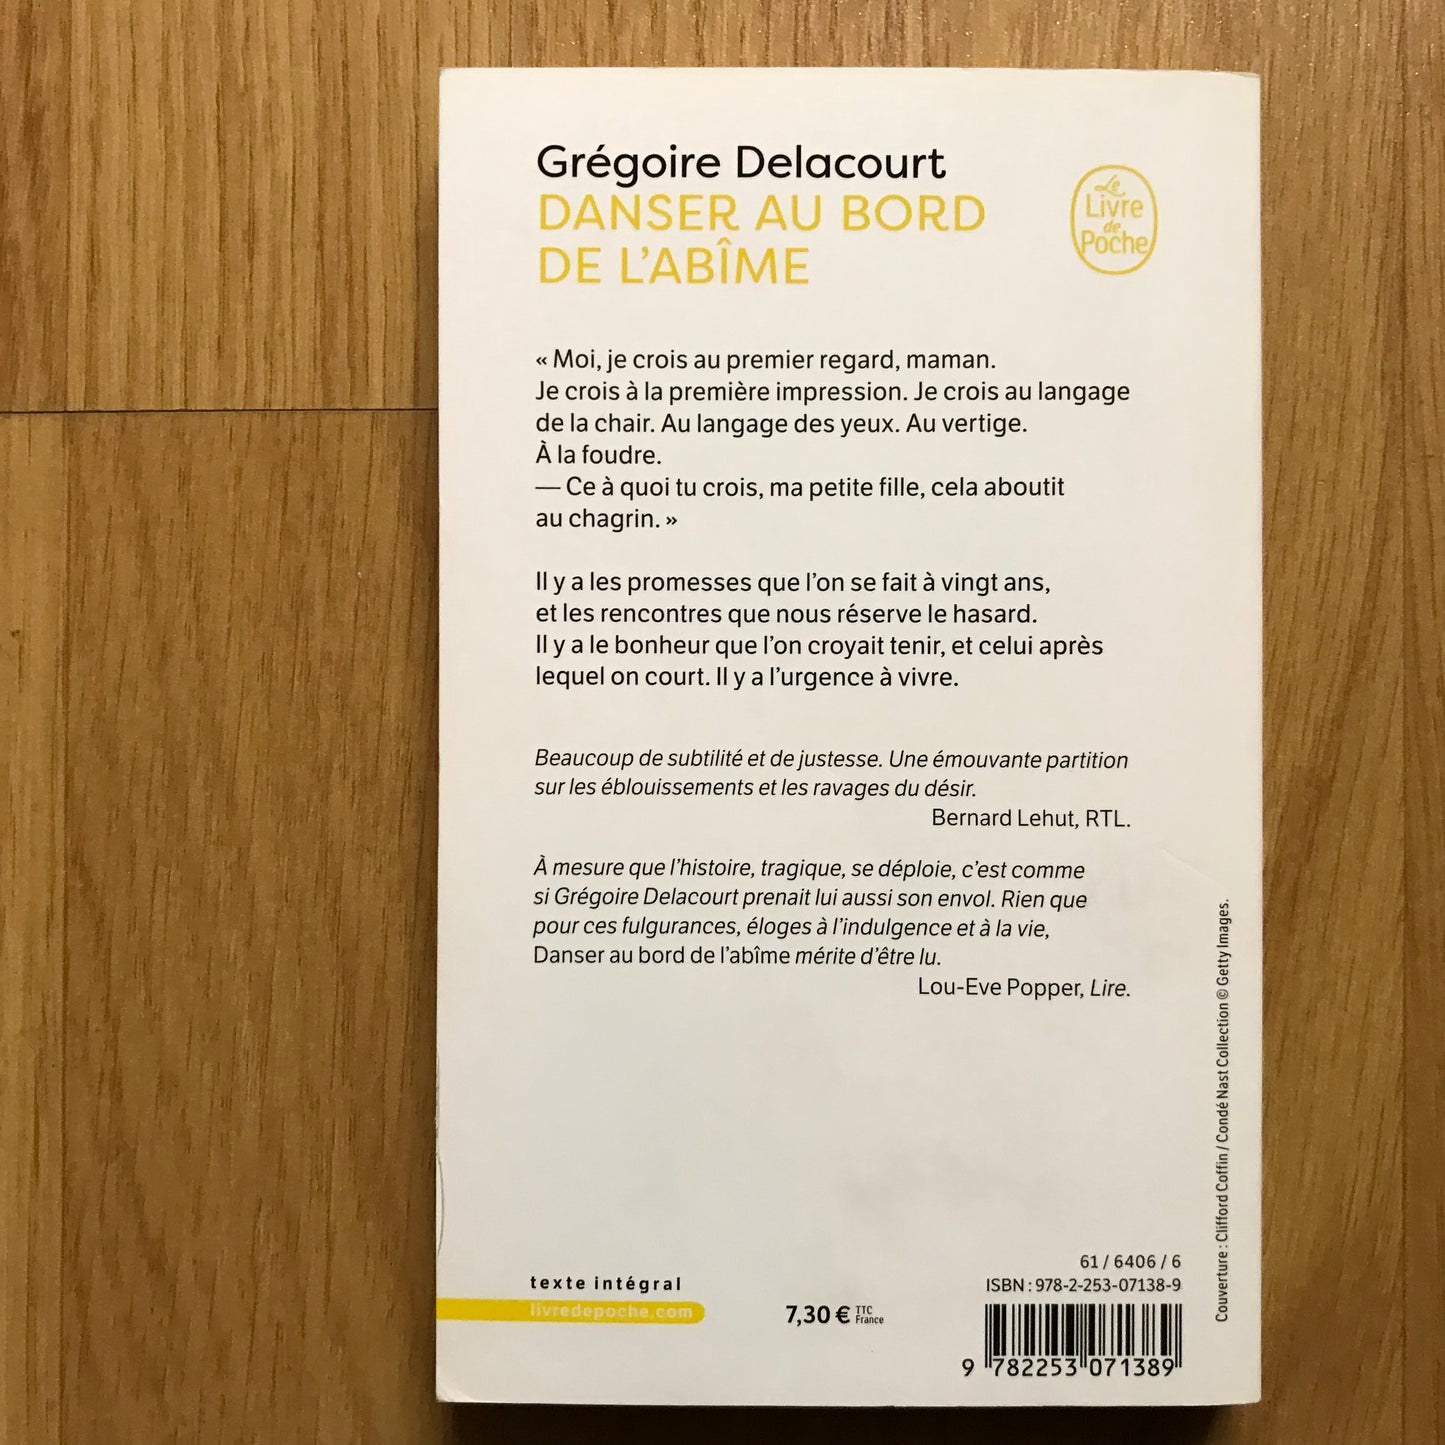 Grégoire Delacourt
DANSER AU BORD
DE L'ABÎME
Le
Livre
de
Poche
« Moi, je crois au premier regard, maman.
Je crois à la première impression. Je crois au langage
de la chair. Au langage des yeux. Au vertige.
À la foudre.
— Ce à quoi tu crois, ma petite fille, cela aboutit
au chagrin. »
Il y a les promesses que l'on se fait à vingt ans,
et les rencontres que nous réserve le hasard.
Il y a le bonheur que l'on croyait tenir, et celui après
lequel on court. Il y a l'urgence à vivre.
Beaucoup de subtilité et de justesse. Une émouvante partition
sur les éblouissements et les ravages du désir.
Bernard Lehut, RTL.
À mesure que l'histoire, tragique, se déploie, c'est comme
si Grégoire Delacourt prenait lui aussi son envol. Rien que
pour ces fulgurances, éloges à l'indulgence et à la vie,
Danser au bord de l'abîme mérite d'être lu.
Lou-Eve Popper, Lire.
Couverture : Clifford Coffin / Condé Nast Collection © Getty Images.
texte intégral
livredepoche.com
7,30 € TTC
France
61 / 6406 / 6
ISBN : 978-2-253-07138-9
9 782253 071389